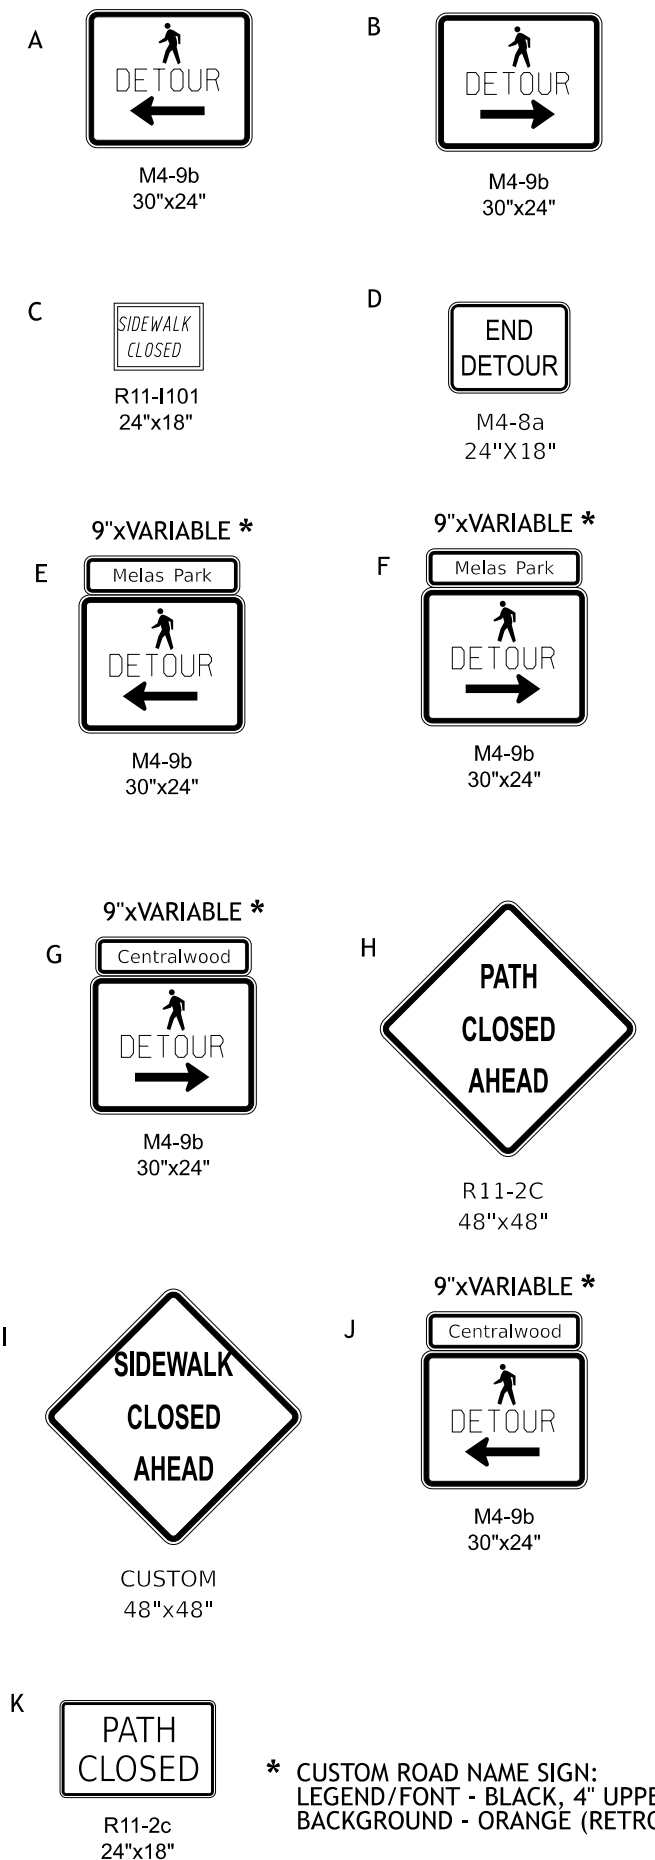 A
DETOUR
M4-9b
30"x24"
B
DETOUR
M4-9b
30"x24"
C
SIDEWALK
CLOSED
R11-I101
24"x18"
D
END
DETOUR
M4-8a
24"X18"
9"xVARIABLE *
E
Melas Park
DETOUR
M4-9b
30"x24"
9"xVARIABLE *
F
Melas Park
DETOUR
M4-9b
30"x24"
9"xVARIABLE *
G
Centralwood
DETOUR
M4-9b
30"x24"
H
PATH
CLOSED
AHEAD
R11-2C
48"x48"
I
SIDEWALK
CLOSED
AHEAD
CUSTOM
48"x48"
9"xVARIABLE *
J
Centralwood
DETOUR
M4-9b
30"x24"
K
PATH
CLOSED
R11-2c
24"x18"
* CUSTOM ROAD NAME SIGN:
LEGEND/FONT - BLACK, 4"
BACKGROUND - ORANGE